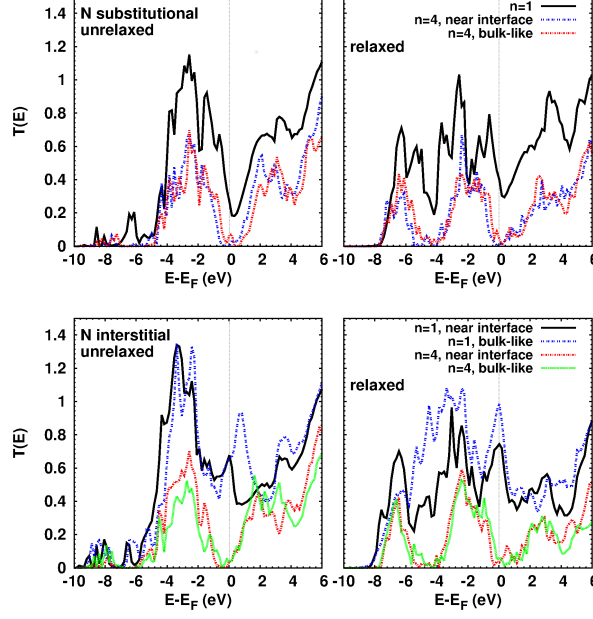 N substitutional
unrelaxed
1.4
1.2
1
0.8
0.6
0.4
0.2
0
T(E)
-10 -8 -6 -4 -2 0 2 4 6
E-EF (eV)
n=1
n=4, near interface
n=4, bulk-like
relaxed
-10 -8 -6 -4 -2 0 2 4 6
E-EF (eV)
N interstitial
unrelaxed
1.4
1.2
1
0.8
0.6
0.4
0.2
0
T(E)
-10 -8 -6 -4 -2 0 2 4 6
E-EF (eV)
n=1, near interface
n=1, bulk-like
n=4, near interface
n=4, bulk-like
relaxed
-10 -8 -6 -4 -2 0 2 4 6
E-EF (eV)